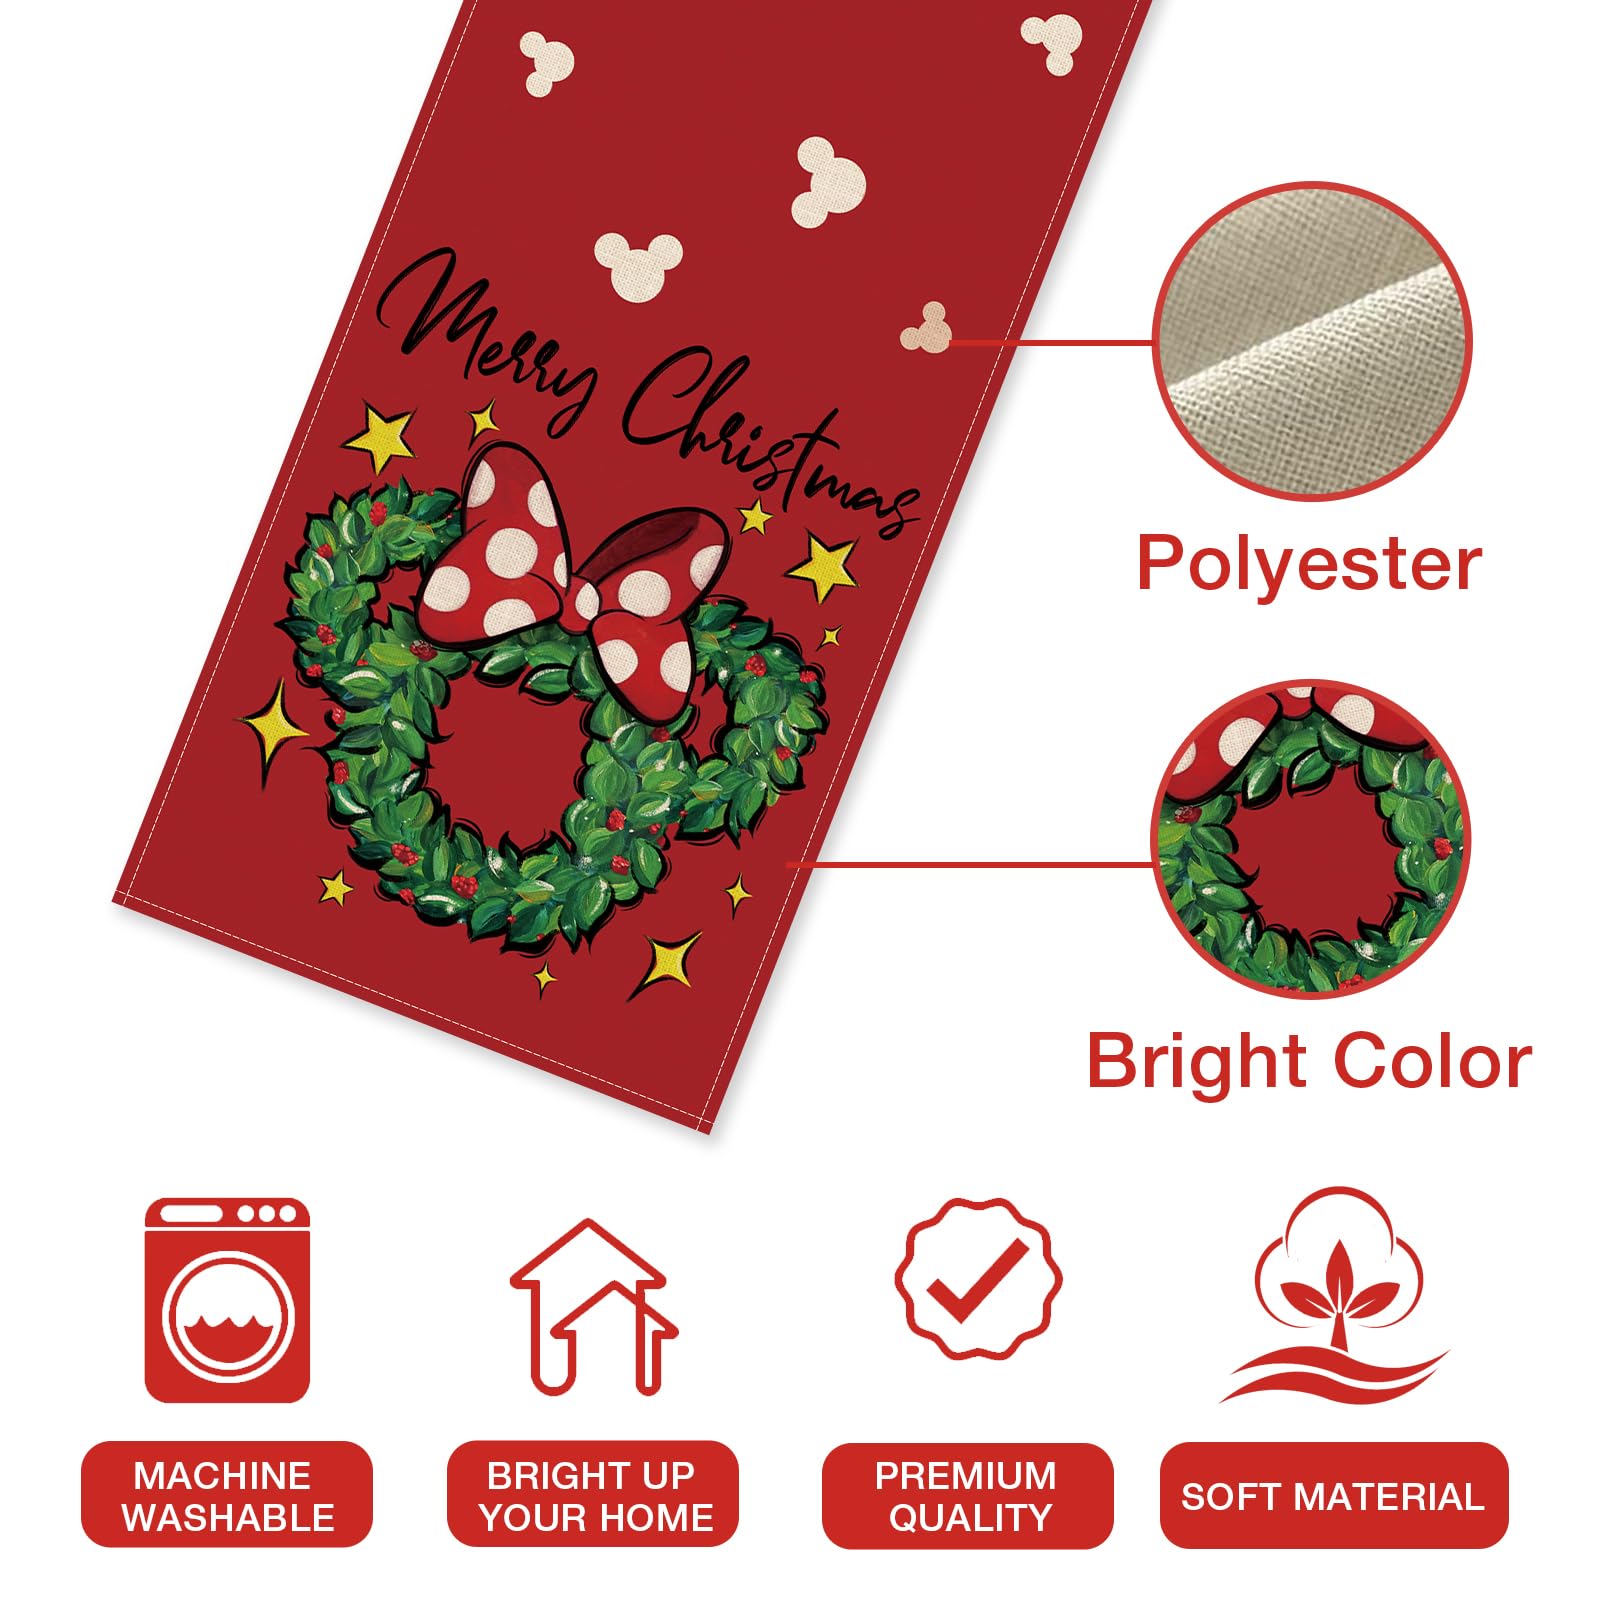 Merry Christmas
Polyester
Bright Color
MACHINE
WASHABLE
BRIGHT UP
YOUR HOME
PREMIUM
QUALITY
SOFT MATERIAL